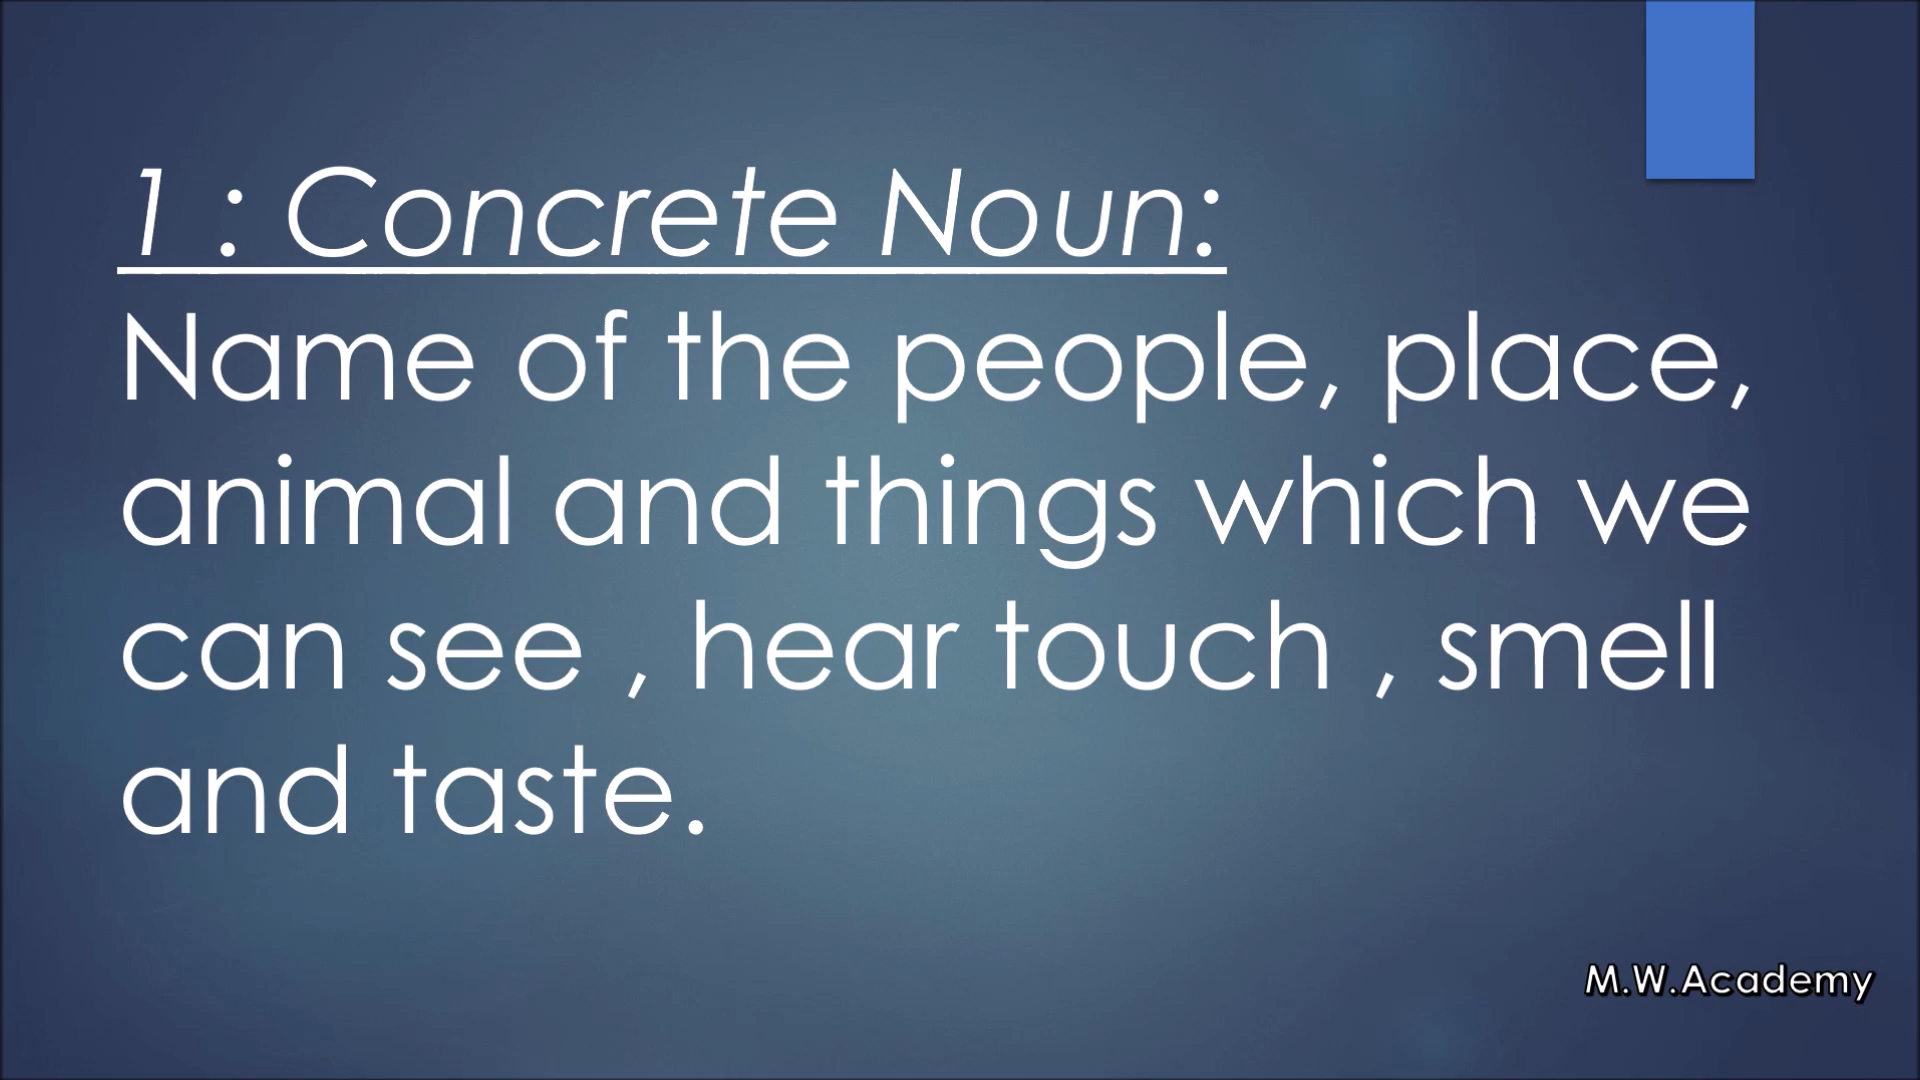 1 : Concrete Noun:
Name of the people, place,
animal and things which we
can see , hear touch , smell
and taste.
M.W.Academy